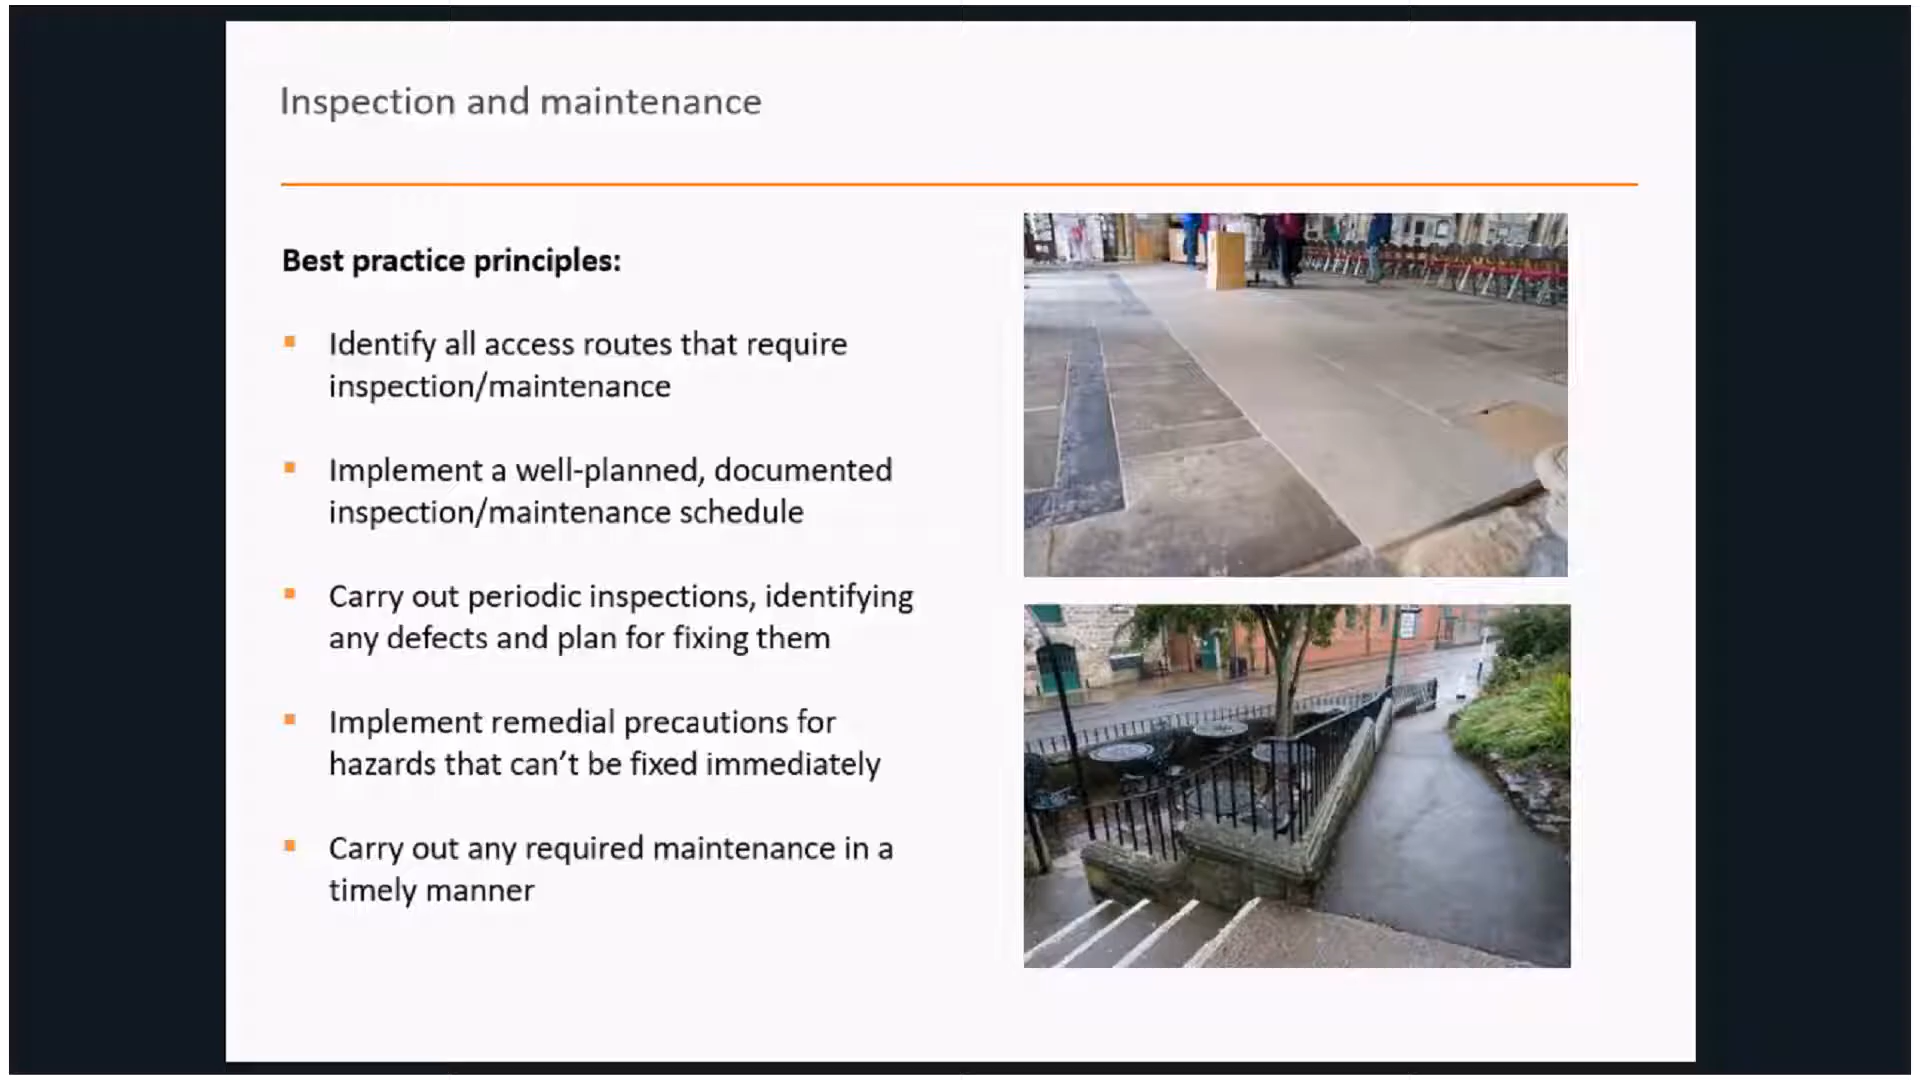 Inspection and maintenance
Best practice principles:
Identify all access routes that require
inspection/maintenance
Implement a well-planned, documented
inspection/maintenance schedule
Carry out periodic inspections, identifying
any defects and plan for fixing them
Implement remedial precautions for
hazards that can’t be fixed immediately
Carry out any required maintenance in a
timely manner